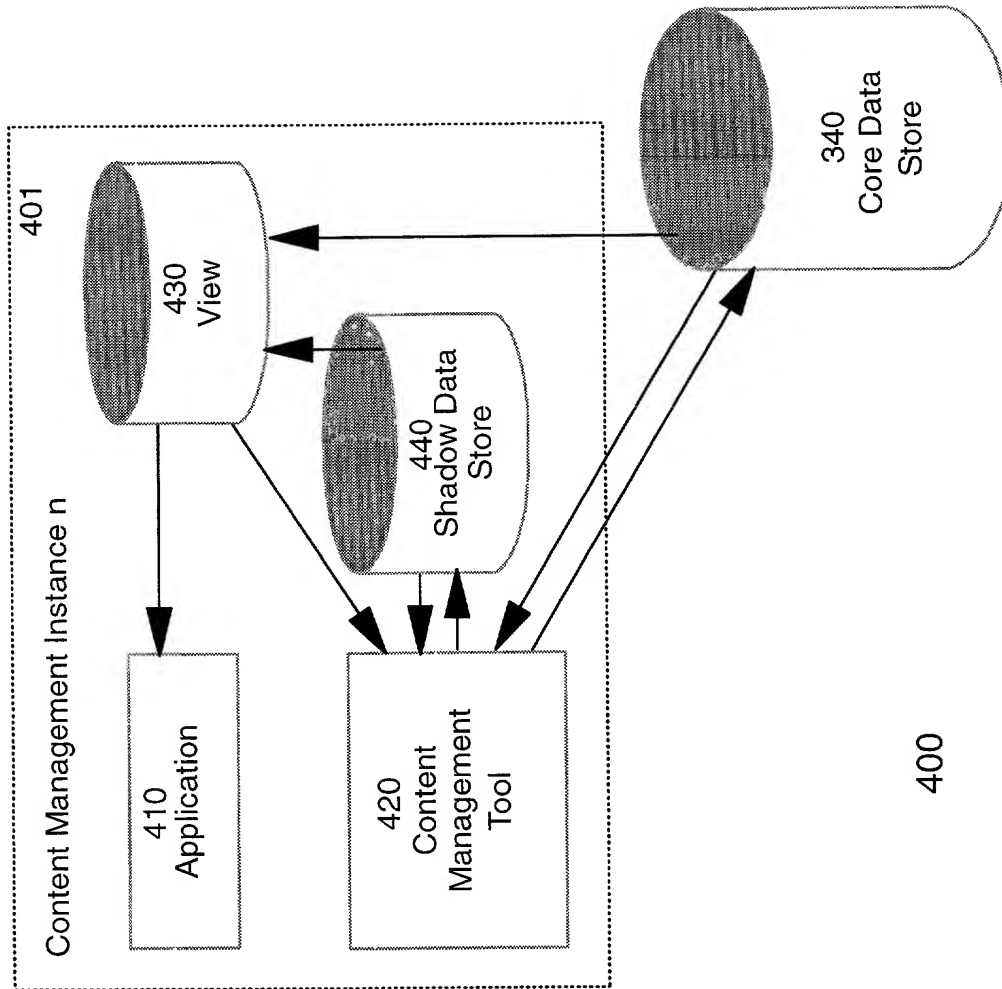 Content Management Instance n
401
410
Application
430
View
420
Content
Management
Tool
440
Shadow Data
Store
340
Core Data
Store
400